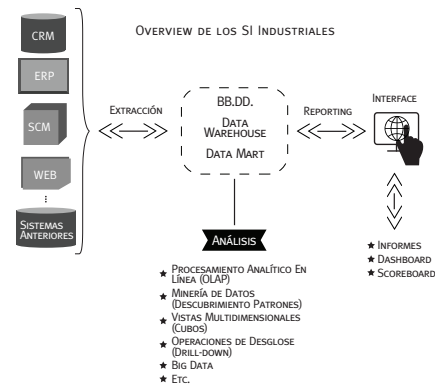 Overview de los SI Industriales
CRM
ERP
SCM
WEB
Sistemas
Anteriores
Extracción
BB.DD.
Data
Warehouse
Data Mart
Reporting
Interface
★ Informes
★ Dashboard
★ Scoreboard
Análisis
★ Procesamiento Analítico En
Línea (OLAP)
★ Minería de Datos
(Descubrimiento Patrones)
★ Vistas Multidimensionales
(Cubos)
★ Operaciones de Desglose
(Drill-down)
★ Big Data
★ Etc.